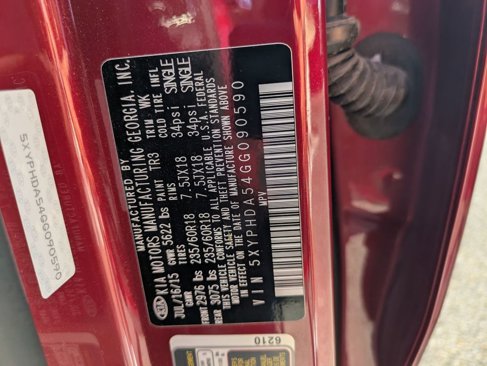 MANUFACTURED BY
KIA MOTORS MANUFACTURING GEORGIA, INC.
JUL/16/15 GVWR 5622 lbs PAINT TR3 TRIM WK
GAWR TIRES RIMS COLD TIRE INFL
FRONT 2976 lbs 235/60R18 7.5JX18 34psi SINGLE
REAR 3075 lbs 235/60R18 7.5JX18 34psi SINGLE
THIS VEHICLE CONFORMS TO ALL APPLICABLE U.S.A. FEDERAL
MOTOR VEHICLE SAFETY AND THEFT PREVENTION STANDARDS
IN EFFECT ON THE DATE OF MANUFACTURE SHOWN ABOVE
VIN 5XYPHDA54GG090590
MPV
5XYPHDA54GG090590
6210